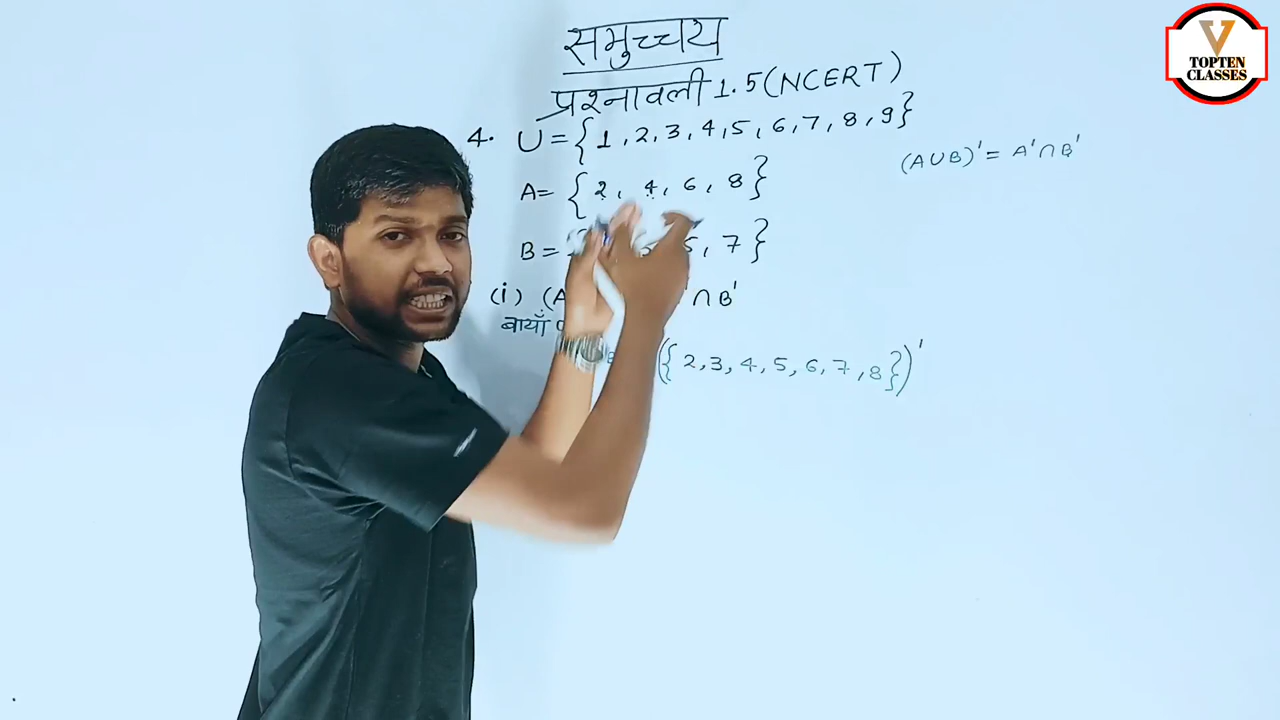 समुच्चय
प्रश्नावली 1.5 (NCERT)
4. U = {1, 2, 3, 4, 5, 6, 7, 8, 9}
(A∪B)' = A'∩B'
A = {2, 4, 6, 8}
B = 5, 7}
(i) (A ' ∩ B'
बायाँ
({2, 3, 4, 5, 6, 7, 8})'
V
TOPTEN
CLASSES